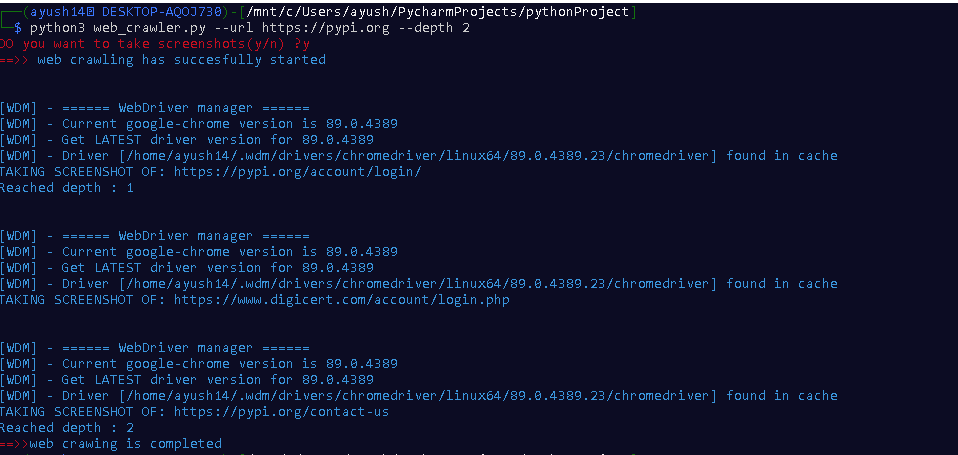 (ayush14㉿ DESKTOP-AQOJ730)-[/mnt/c/Users/ayush/PycharmProjects/pythonProject]
$ python3 web_crawler.py --url https://pypi.org --depth 2
DO you want to take screenshots(y/n) ?y
==>> web crawling has succesfully started
[WDM] - ====== WebDriver manager ======
[WDM] - Current google-chrome version is 89.0.4389
[WDM] - Get LATEST driver version for 89.0.4389
[WDM] - Driver [/home/ayush14/.wdm/drivers/chromedriver/linux64/89.0.4389.23/chromedriver] found in cache
TAKING SCREENSHOT OF: https://pypi.org/account/login/
Reached depth : 1
[WDM] - ====== WebDriver manager ======
[WDM] - Current google-chrome version is 89.0.4389
[WDM] - Get LATEST driver version for 89.0.4389
[WDM] - Driver [/home/ayush14/.wdm/drivers/chromedriver/linux64/89.0.4389.23/chromedriver] found in cache
TAKING SCREENSHOT OF: https://www.digicert.com/account/login.php
[WDM] - ====== WebDriver manager ======
[WDM] - Current google-chrome version is 89.0.4389
[WDM] - Get LATEST driver version for 89.0.4389
[WDM] - Driver [/home/ayush14/.wdm/drivers/chromedriver/linux64/89.0.4389.23/chromedriver] found in cache
TAKING SCREENSHOT OF: https://pypi.org/contact-us
Reached depth : 2
==>>web crawing is completed